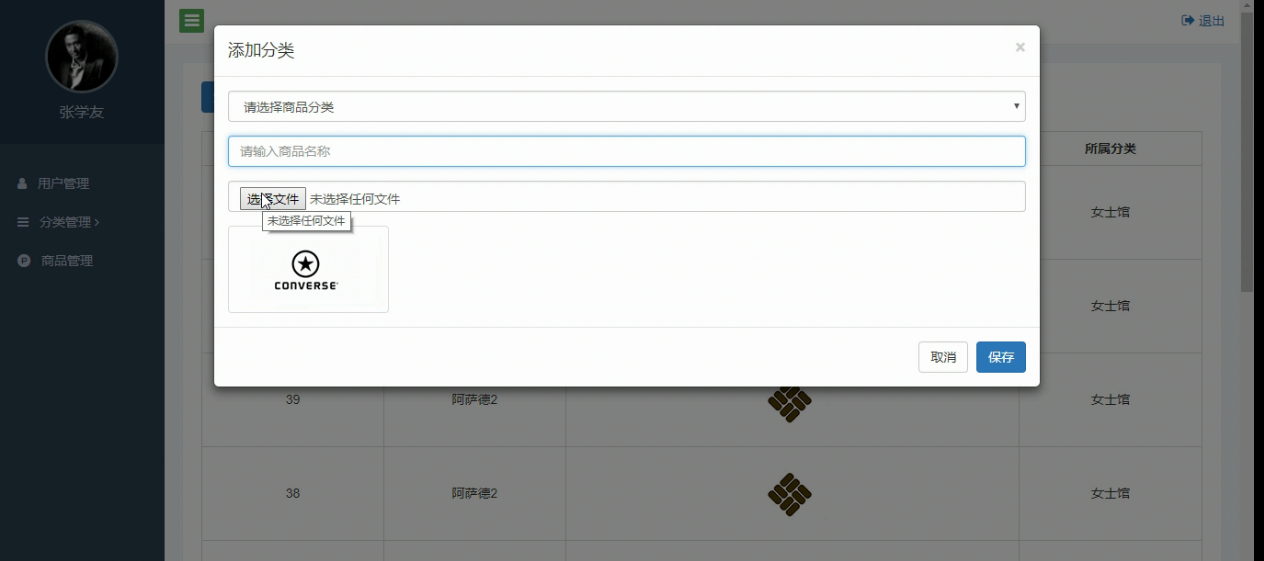 退出
添加分类
×
张学友
请选择商品分类
请输入商品名称
所属分类
用户管理
选择文件 未选择任何文件
未选择任何文件
女士馆
分类管理
商品管理
CONVERSE
女士馆
取消 保存
39 阿萨德2 女士馆
38 阿萨德2 女士馆